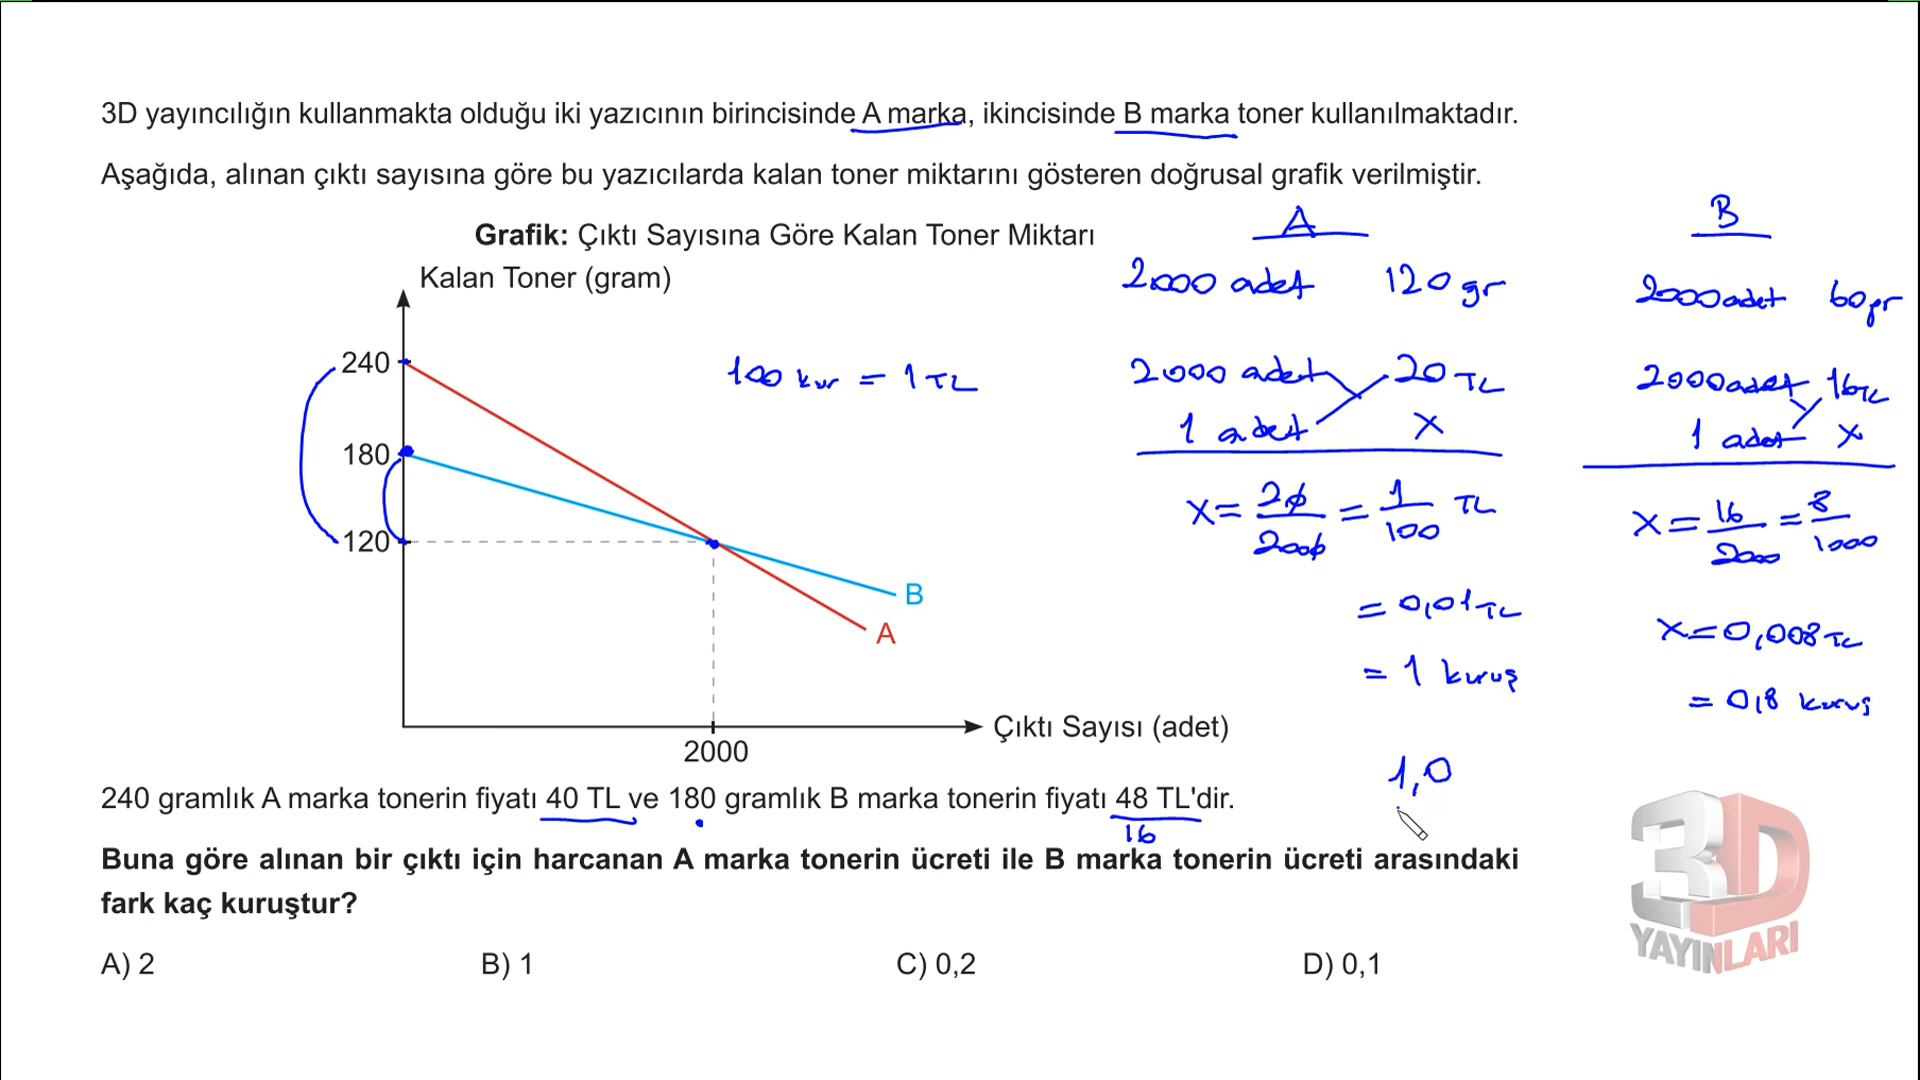 3D yayıncılığın kullanmakta olduğu iki yazıcının birincisinde A marka, ikincisinde B marka toner kullanılmaktadır.
Aşağıda, alınan çıktı sayısına göre bu yazıcılarda kalan toner miktarını gösteren doğrusal grafik verilmiştir.
Grafik: Çıktı Sayısına Göre Kalan Toner Miktarı
Kalan Toner (gram)
240
180
120
B
A
2000
Çıktı Sayısı (adet)
100 kur = 1 TL
A
2000 adet 120 gr
2000 adet 20 TL
1 adet x
x = 20/2000 = 1/100 TL
= 0,01 TL
= 1 kuruş
1,0
B
2000 adet 60 gr
2000 adet 16 TL
1 adet x
x = 16/2000 = 8/1000
x = 0,008 TL
= 0,8 kuruş
240 gramlık A marka tonerin fiyatı 40 TL ve 180 gramlık B marka tonerin fiyatı 48 TL'dir.
16
Buna göre alınan bir çıktı için harcanan A marka tonerin ücreti ile B marka tonerin ücreti arasındaki
fark kaç kuruştur?
A) 2 B) 1 C) 0,2 D) 0,1
3D
YAYINLARI